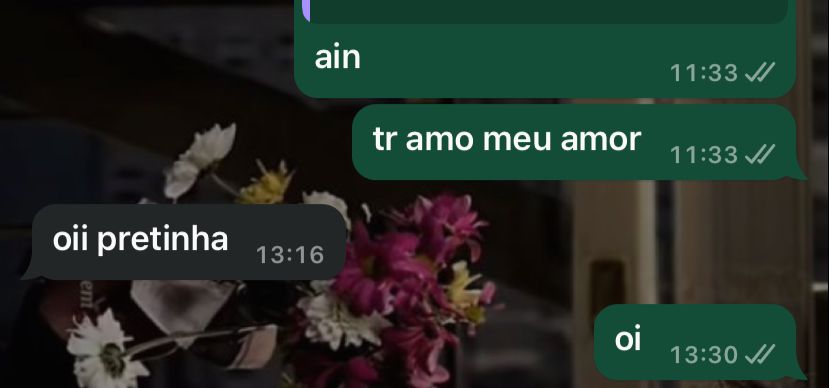 ain
11:33
tr amo meu amor
11:33
oii pretinha
13:16
oi
13:30